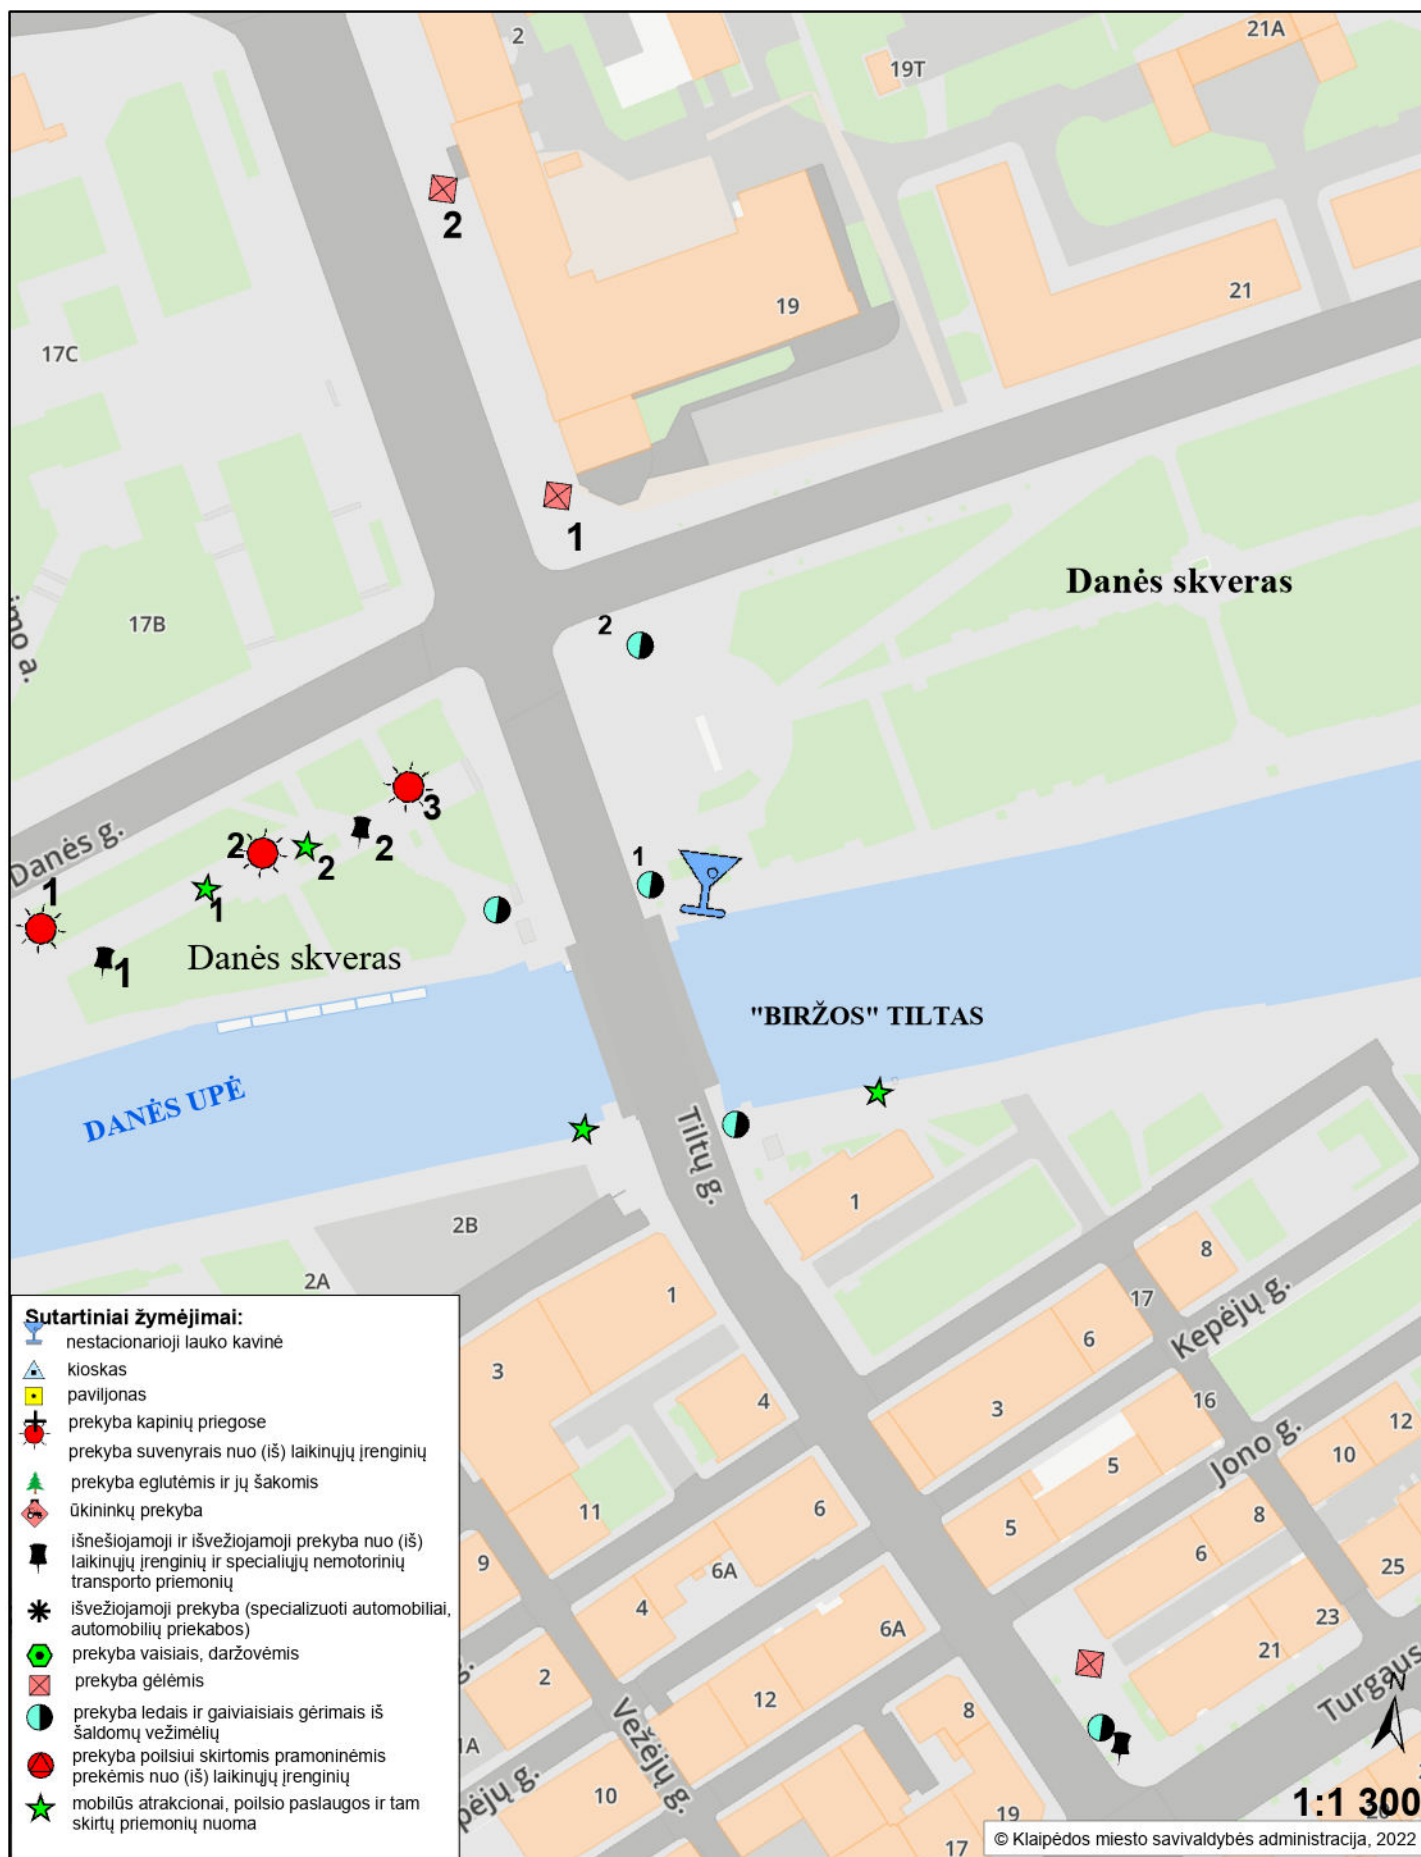 2
21A
19T
2
19
21
17C
1
Danės skveras
17B
2
3
Danės g.
2
2
2
1
1
1
1
Danės skveras
"BIRŽOS" TILTAS
DANĖS UPĖ
Tiltų g.
1
2B
2A
8
17
Kepėjų g.
1
6
3
4
3
16
12
Jono g.
10
5
11
6
5
8
6
9
6A
25
4
6A
23
21
2
Turgaus
N
12
Vežėjų g.
8
1A
10
19
17
20
1:1 300
© Klaipėdos miesto savivaldybės administracija, 2022
Sutartiniai žymėjimai:
nestacionarioji lauko kavinė
kioskas
paviljonas
prekyba kapinių priegose
prekyba suvenyrais nuo (iš) laikinųjų įrenginių
prekyba eglutėmis ir jų šakomis
ūkininkų prekyba
išnešiojamoji ir išvežiojamoji prekyba nuo (iš)
laikinųjų įrenginių ir specialiųjų nemotorinių
transporto priemonių
išvežiojamoji prekyba (specializuoti automobiliai,
automobilių priekabos)
prekyba vaisiais, daržovėmis
prekyba gėlėmis
prekyba ledais ir gaiviaisiais gėrimais iš
šaldomų vežimėlių
prekyba poilsiui skirtomis pramoninėmis
prekėmis nuo (iš) laikinųjų įrenginių
mobilūs atrakcionai, poilsio paslaugos ir tam
skirtų priemonių nuoma